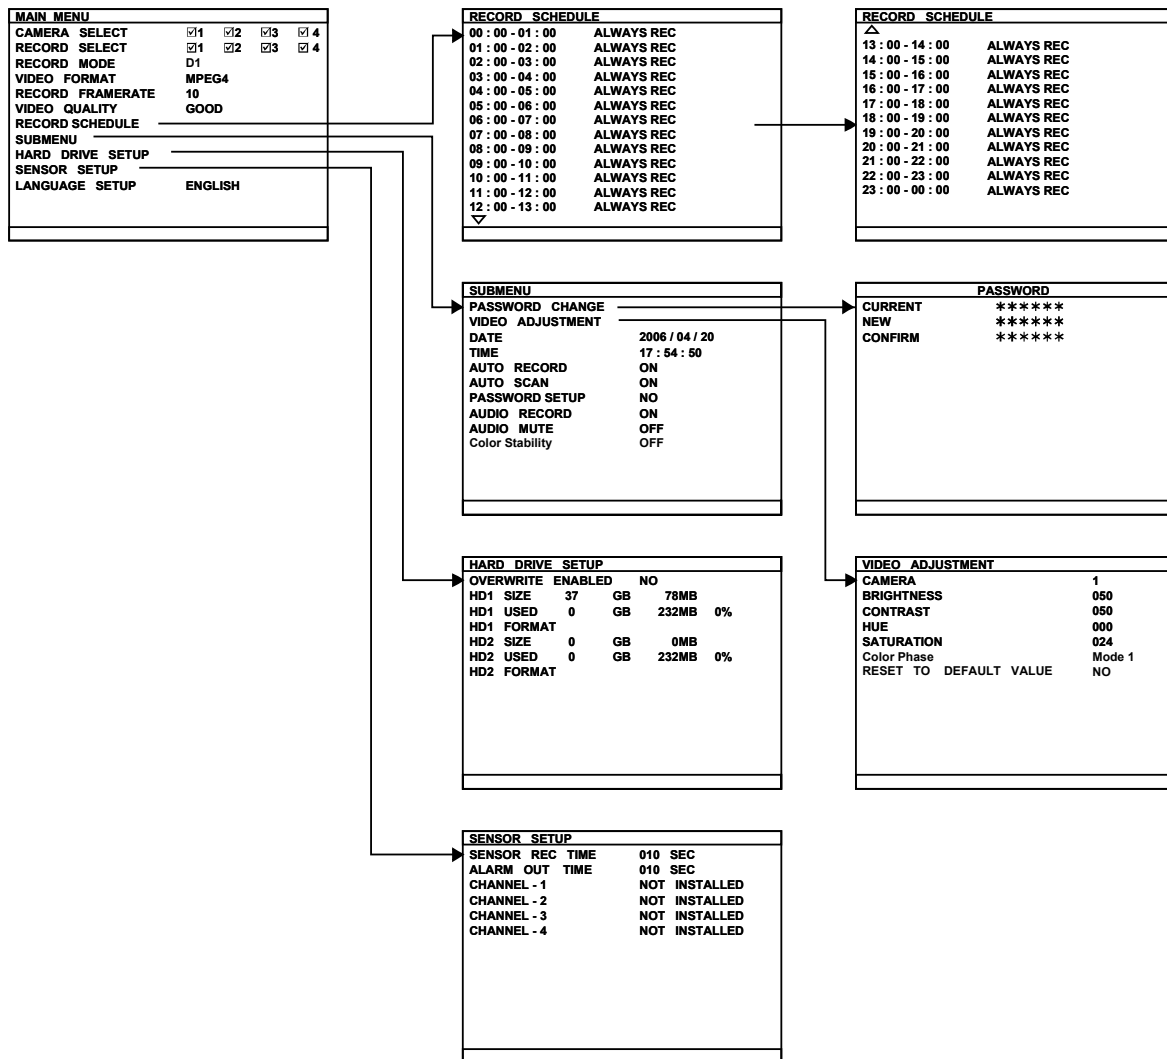 MAIN MENU
CAMERA SELECT ☑1 ☑2 ☑3 ☑ 4
RECORD SELECT ☑1 ☑2 ☑3 ☑ 4
RECORD MODE D1
VIDEO FORMAT MPEG4
RECORD FRAMERATE 10
VIDEO QUALITY GOOD
RECORD SCHEDULE
SUBMENU
HARD DRIVE SETUP
SENSOR SETUP
LANGUAGE SETUP ENGLISH
RECORD SCHEDULE
00 : 00 - 01 : 00 ALWAYS REC
01 : 00 - 02 : 00 ALWAYS REC
02 : 00 - 03 : 00 ALWAYS REC
03 : 00 - 04 : 00 ALWAYS REC
04 : 00 - 05 : 00 ALWAYS REC
05 : 00 - 06 : 00 ALWAYS REC
06 : 00 - 07 : 00 ALWAYS REC
07 : 00 - 08 : 00 ALWAYS REC
08 : 00 - 09 : 00 ALWAYS REC
09 : 00 - 10 : 00 ALWAYS REC
10 : 00 - 11 : 00 ALWAYS REC
11 : 00 - 12 : 00 ALWAYS REC
12 : 00 - 13 : 00 ALWAYS REC
RECORD SCHEDULE
13 : 00 - 14 : 00 ALWAYS REC
14 : 00 - 15 : 00 ALWAYS REC
15 : 00 - 16 : 00 ALWAYS REC
16 : 00 - 17 : 00 ALWAYS REC
17 : 00 - 18 : 00 ALWAYS REC
18 : 00 - 19 : 00 ALWAYS REC
19 : 00 - 20 : 00 ALWAYS REC
20 : 00 - 21 : 00 ALWAYS REC
21 : 00 - 22 : 00 ALWAYS REC
22 : 00 - 23 : 00 ALWAYS REC
23 : 00 - 00 : 00 ALWAYS REC
SUBMENU
PASSWORD CHANGE
VIDEO ADJUSTMENT
DATE 2006 / 04 / 20
TIME 17 : 54 : 50
AUTO RECORD ON
AUTO SCAN ON
PASSWORD SETUP NO
AUDIO RECORD ON
AUDIO MUTE OFF
Color Stability OFF
PASSWORD
CURRENT ******
NEW ******
CONFIRM ******
HARD DRIVE SETUP
OVERWRITE ENABLED NO
HD1 SIZE 37 GB 78MB
HD1 USED 0 GB 232MB 0%
HD1 FORMAT
HD2 SIZE 0 GB 0MB
HD2 USED 0 GB 232MB 0%
HD2 FORMAT
VIDEO ADJUSTMENT
CAMERA 1
BRIGHTNESS 050
CONTRAST 050
HUE 000
SATURATION 024
Color Phase Mode 1
RESET TO DEFAULT VALUE NO
SENSOR SETUP
SENSOR REC TIME 010 SEC
ALARM OUT TIME 010 SEC
CHANNEL - 1 NOT INSTALLED
CHANNEL - 2 NOT INSTALLED
CHANNEL - 3 NOT INSTALLED
CHANNEL - 4 NOT INSTALLED